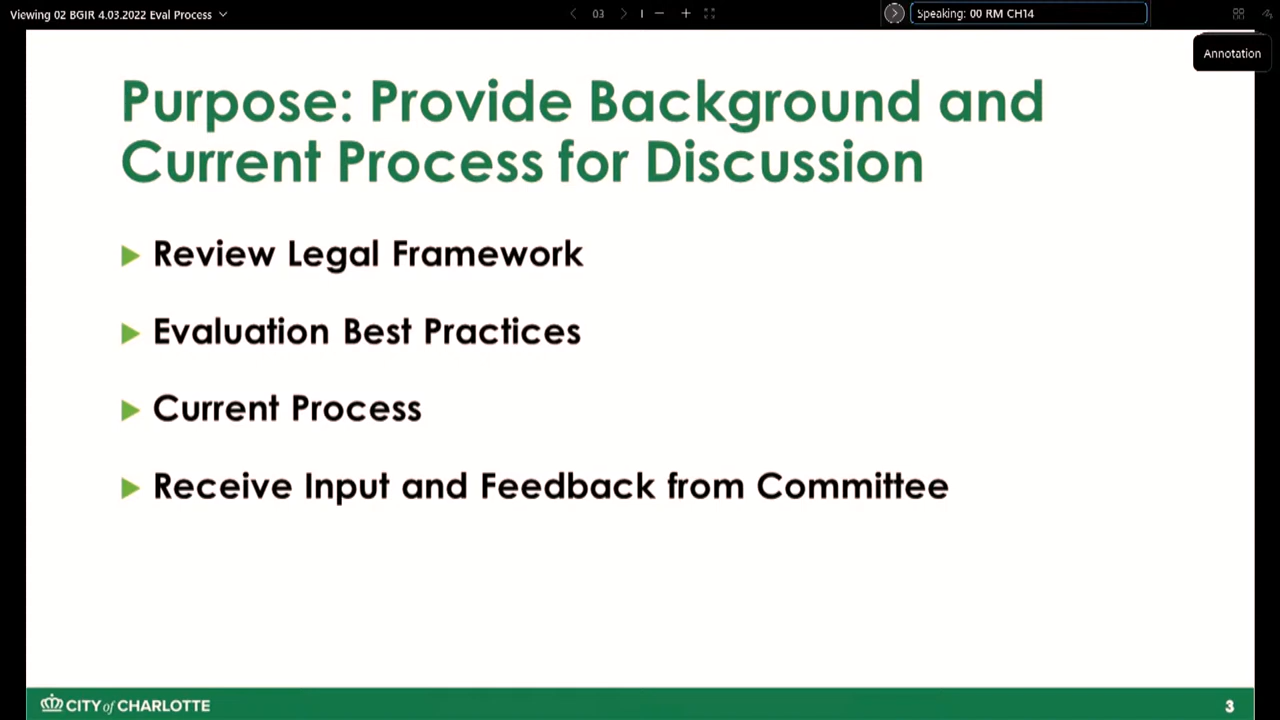 Viewing 02 BGIR 4.03.2022 Eval Process
03
Speaking: 00 RM CH14
Annotation
Purpose: Provide Background and
Current Process for Discussion
Review Legal Framework
Evaluation Best Practices
Current Process
Receive Input and Feedback from Committee
CITY of CHARLOTTE
3